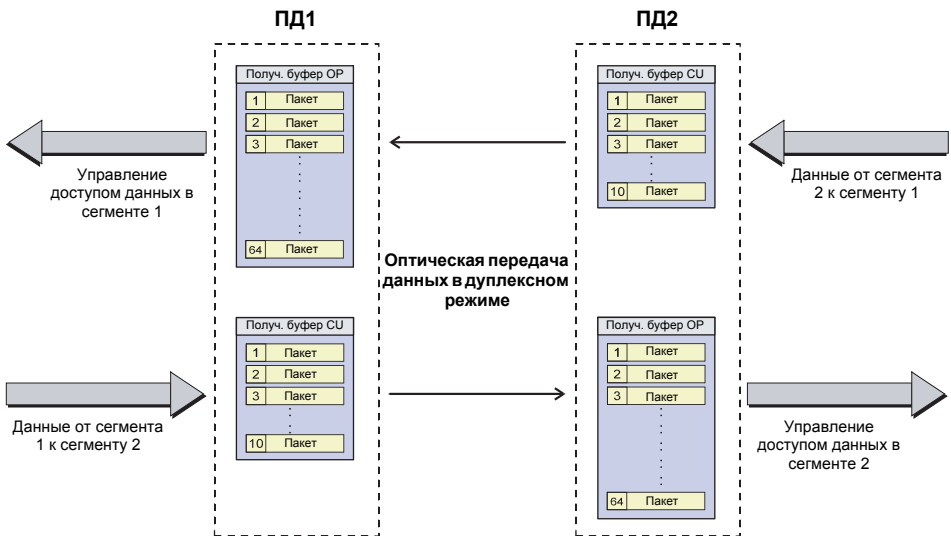 ПД1
ПД2
Получ. буфер OP
1 Пакет
2 Пакет
3 Пакет
64 Пакет
Получ. буфер CU
1 Пакет
2 Пакет
3 Пакет
10 Пакет
Управление
доступом данных в
сегменте 1
Данные от сегмента
2 к сегменту 1
Оптическая передача
данных в дуплексном
режиме
Получ. буфер CU
1 Пакет
2 Пакет
3 Пакет
10 Пакет
Получ. буфер OP
1 Пакет
2 Пакет
3 Пакет
64 Пакет
Данные от сегмента
1 к сегменту 2
Управление
доступом данных в
сегменте 2